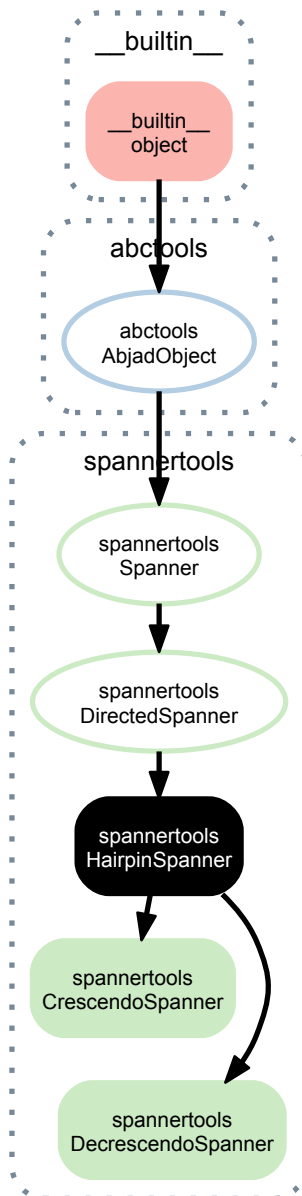 __builtin__
__builtin__
object
abctools
abctools
AbjadObject
spannertools
spannertools
Spanner
spannertools
DirectedSpanner
spannertools
HairpinSpanner
spannertools
CrescendoSpanner
spannertools
DecrescendoSpanner